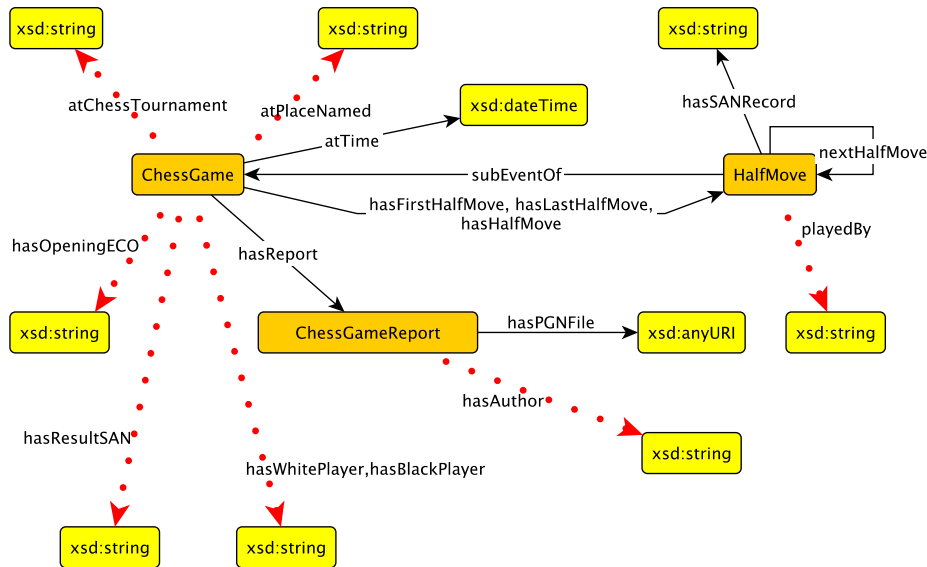 xsd:string
xsd:string
xsd:string
atChessTournament
atPlaceNamed
xsd:dateTime
hasSANRecord
atTime
nextHalfMove
ChessGame
subEventOf
HalfMove
hasFirstHalfMove, hasLastHalfMove,
hasHalfMove
playedBy
hasOpeningECO
hasReport
xsd:string
ChessGameReport
hasPGNFile
xsd:anyURI
xsd:string
hasAuthor
hasResultSAN
xsd:string
hasWhitePlayer,hasBlackPlayer
xsd:string
xsd:string